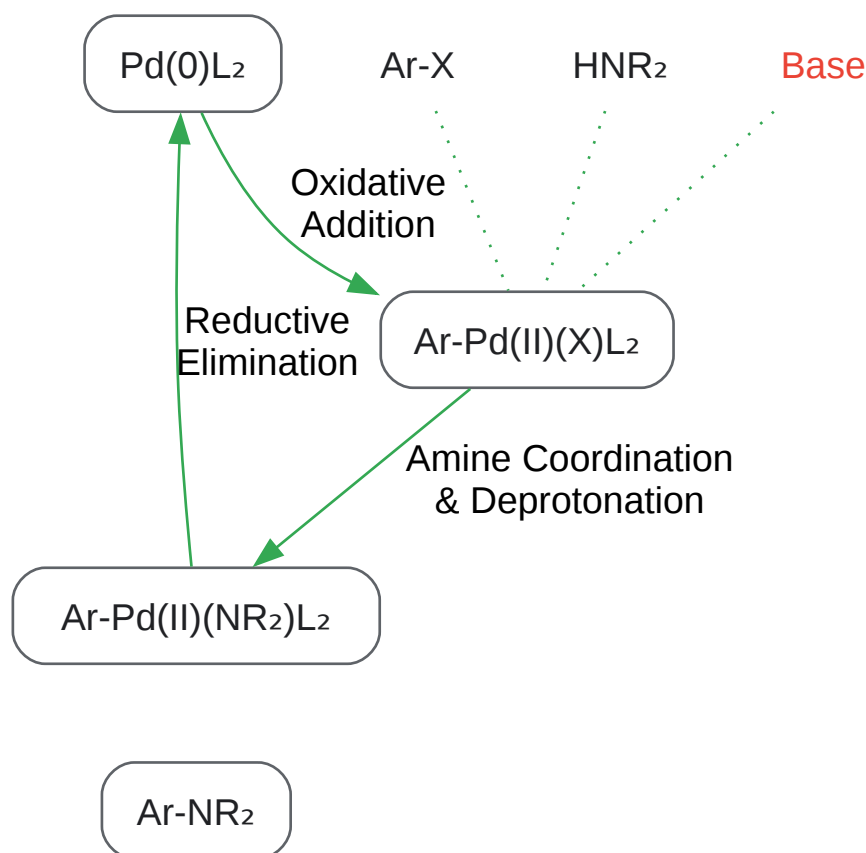 Pd(0)L₂
Ar-X
HNR₂
Base
Oxidative
Addition
Reductive
Elimination
Ar-Pd(II)(X)L₂
Amine Coordination
& Deprotonation
Ar-Pd(II)(NR₂)L₂
Ar-NR₂